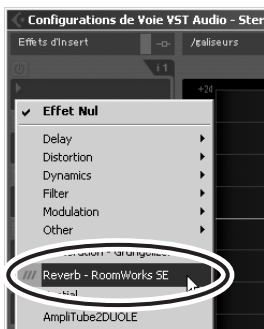 Configurations de Voie VST Audio - Ster
Effets d'Insert
/galiseurs
i1
+24
✓ Effet Nul
Delay
Distortion
Dynamics
Filter
Modulation
Other
Reverb - RoomWorks SE
AmpliTube2DUOLE